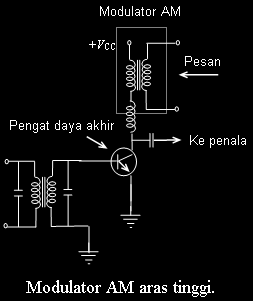 Modulator AM
+VCC
Pesan
Pengat daya akhir
Ke penala
Modulator AM aras tinggi.